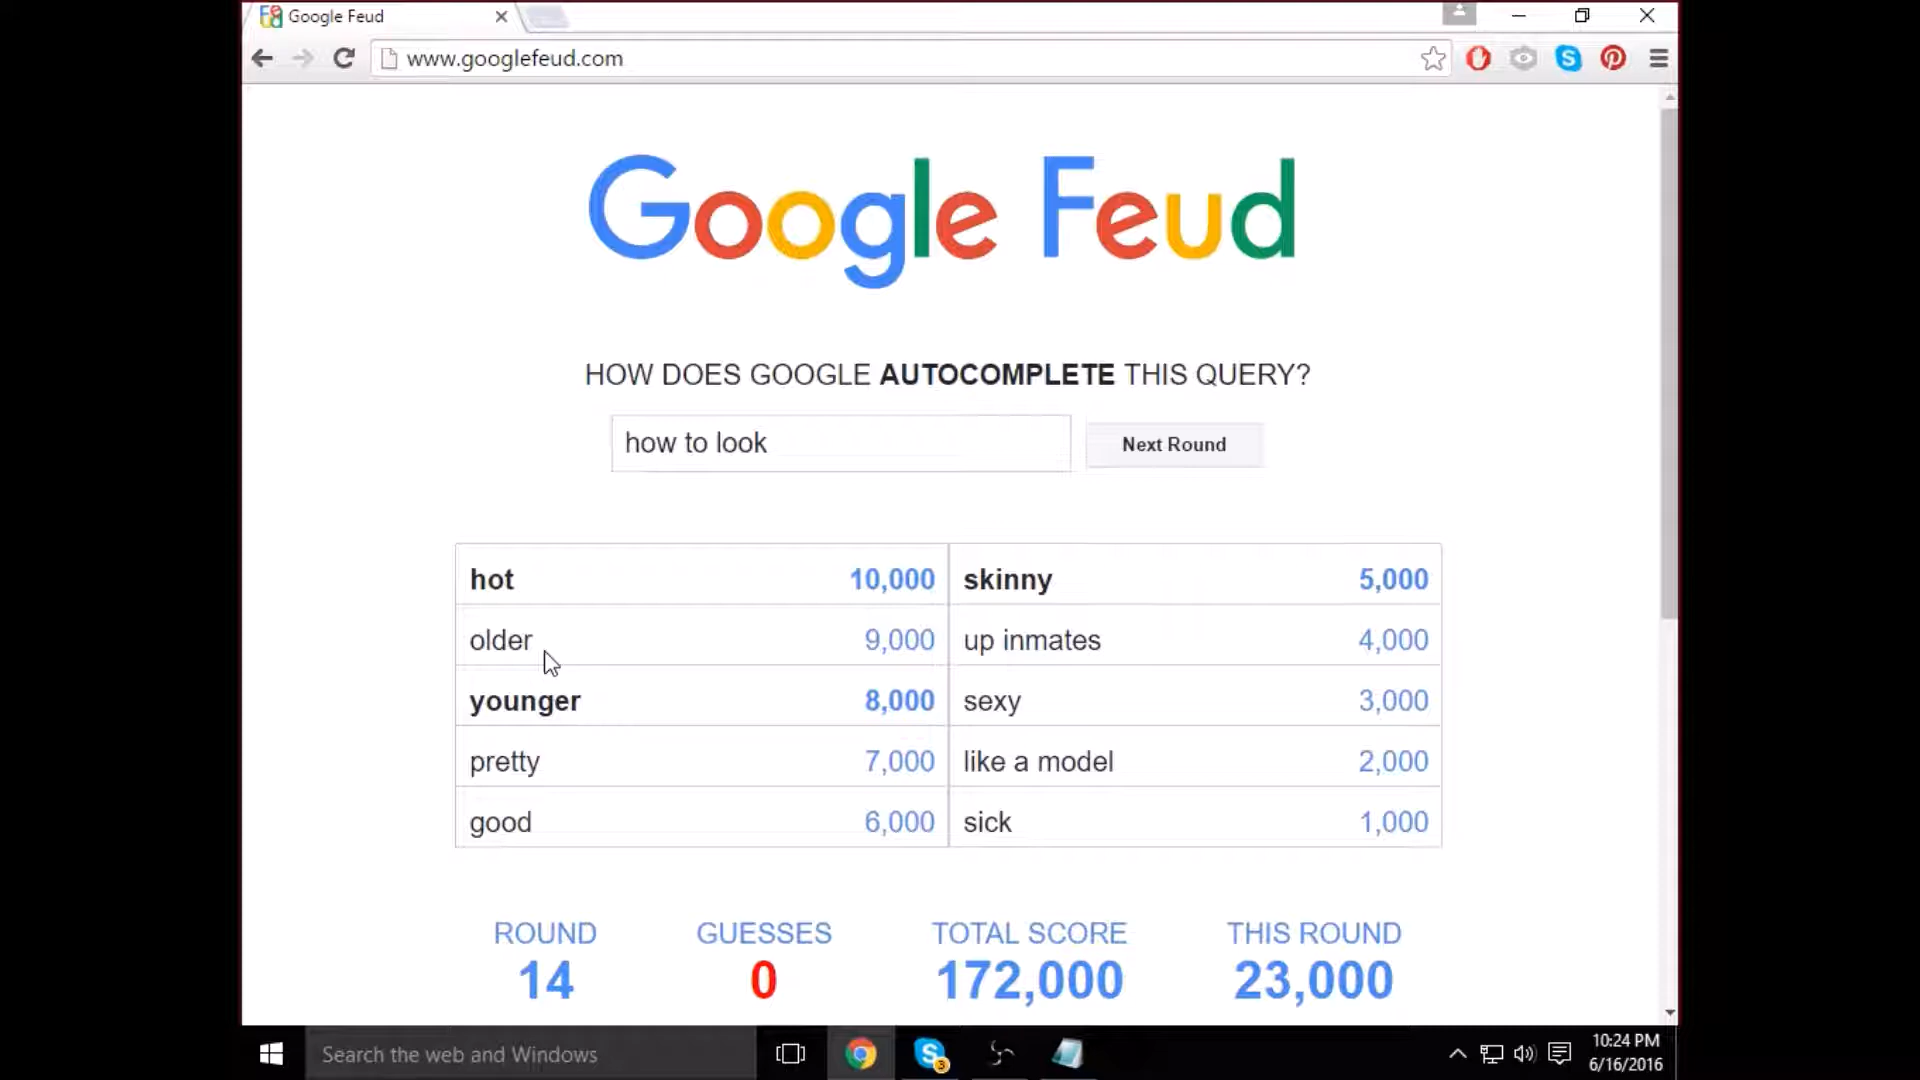 Google Feud
www.googlefeud.com
Google Feud
HOW DOES GOOGLE AUTOCOMPLETE THIS QUERY?
how to look
Next Round
hot 10,000
older 9,000
younger 8,000
pretty 7,000
good 6,000
skinny 5,000
up inmates 4,000
sexy 3,000
like a model 2,000
sick 1,000
ROUND
14
GUESSES
0
TOTAL SCORE
172,000
THIS ROUND
23,000
Search the web and Windows
3
10:24 PM
6/16/2016